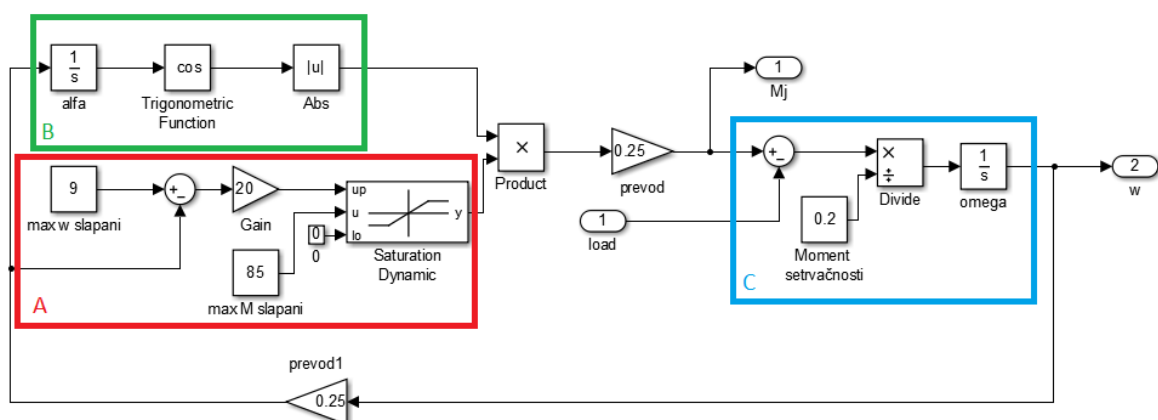 1
s
alfa
cos
Trigonometric
Function
|u|
Abs
B
9
max w slapani
+
−
20
Gain
up
u
lo
y
Saturation
Dynamic
0
0
85
max M slapani
A
×
Product
0.25
prevod
1
Mj
+
−
1
load
×
÷
Divide
0.2
Moment
setrvačnosti
1
s
omega
C
2
w
prevod1
0.25